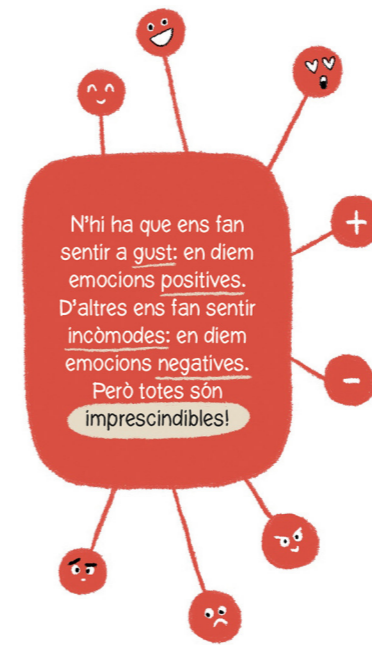 N'hi ha que ens fan
sentir a gust: en diem
emocions positives.
D'altres ens fan sentir
incòmodes: en diem
emocions negatives.
Però totes són
imprescindibles!
+
-